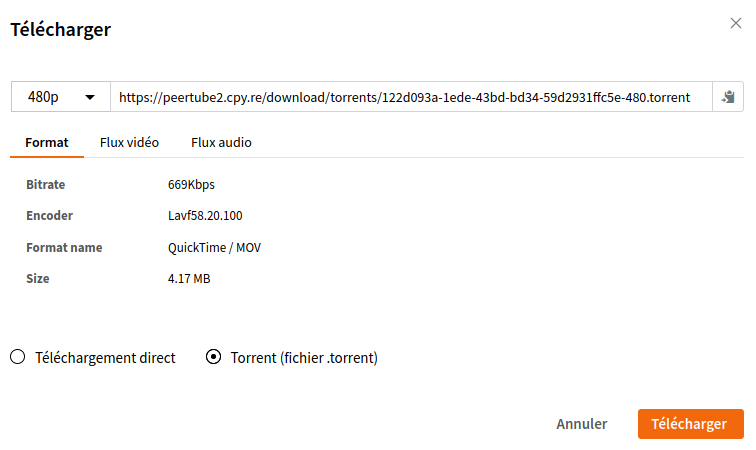 Télécharger
480p https://peertube2.cpy.re/download/torrents/122d093a-1ede-43bd-bd34-59d2931ffc5e-480.torrent
Format Flux vidéo Flux audio
Bitrate 669Kbps
Encoder Lavf58.20.100
Format name QuickTime / MOV
Size 4.17 MB
Téléchargement direct Torrent (fichier .torrent)
Annuler Télécharger